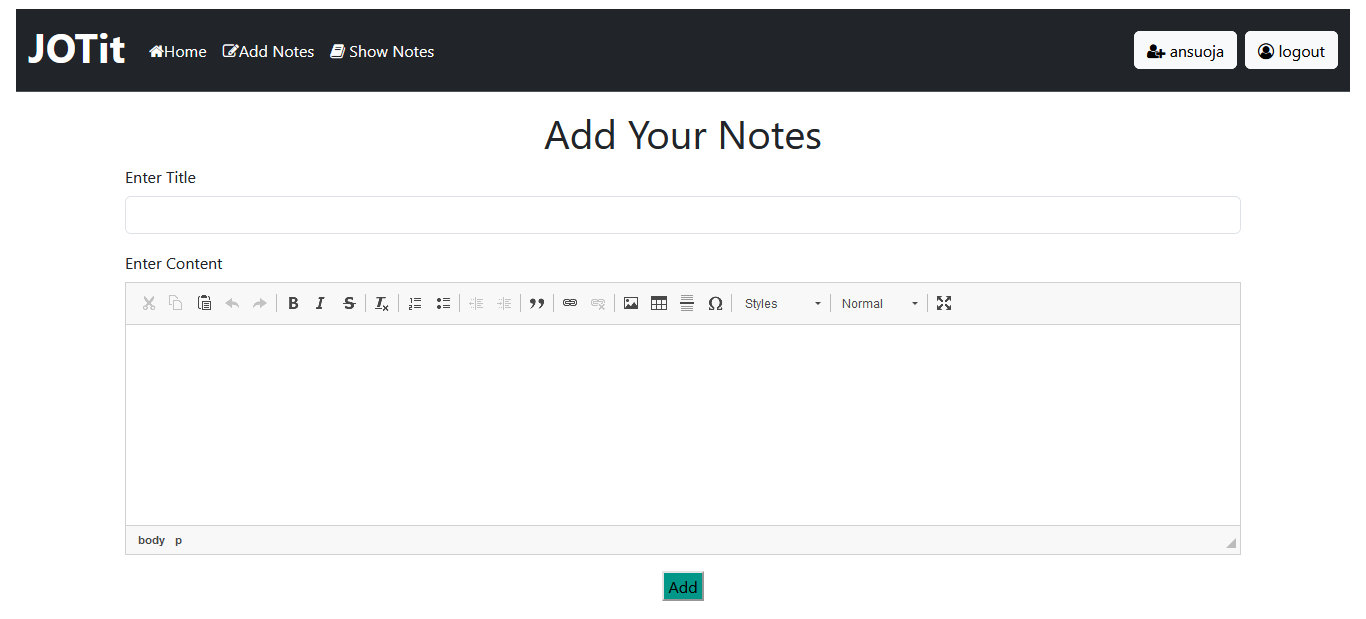 JOTit Home Add Notes Show Notes ansuoja logout
Add Your Notes
Enter Title
Enter Content
B I S Ix Ω Styles Normal
body p
Add